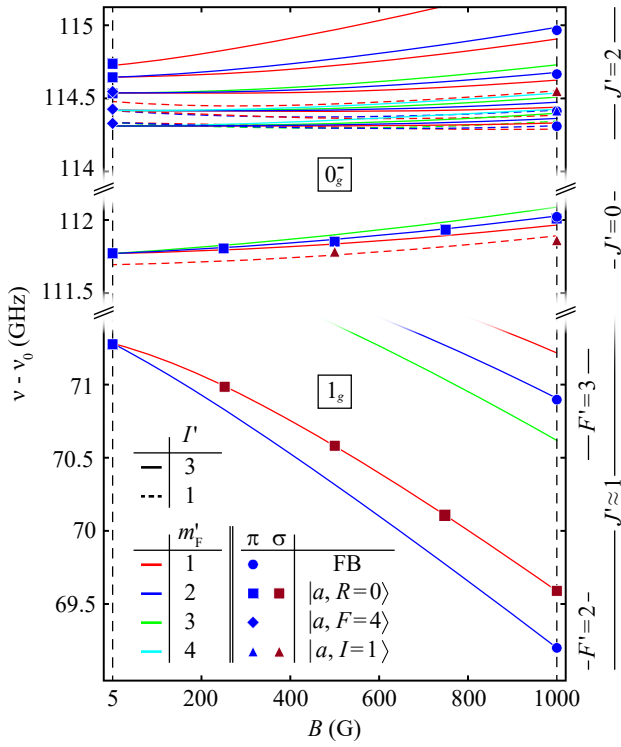 115
114.5
114
0g⁻
112
111.5
ν - ν₀ (GHz)
71
1g
70.5
70
69.5
I'
3
1
m'F
1
2
3
4
π σ
FB
|a, R=0⟩
|a, F=4⟩
|a, I=1⟩
5 200 400 600 800 1000
B (G)
J'=2
J'=0
F'=3
F'=2
J'≈1